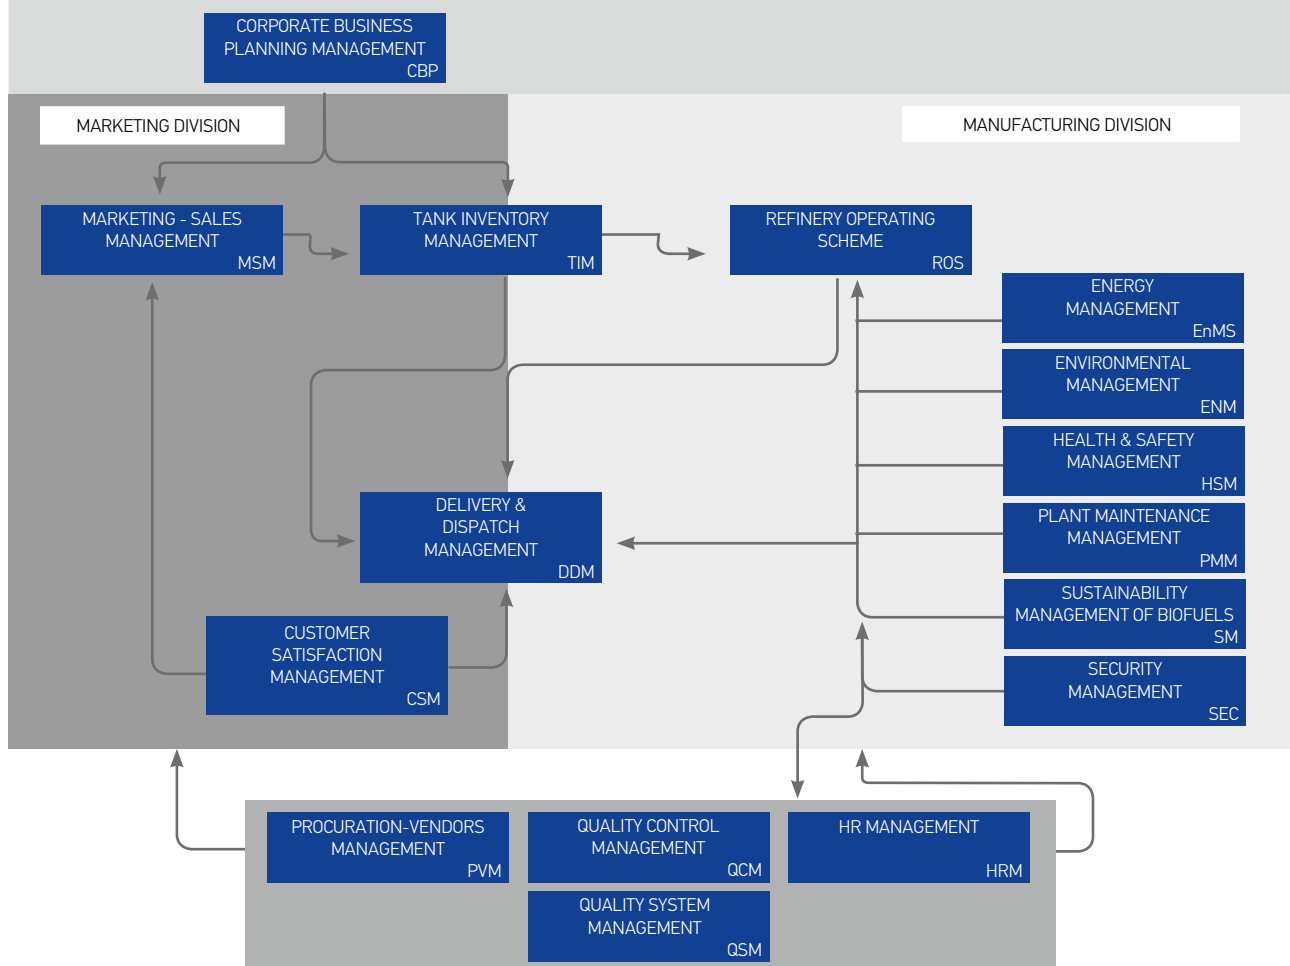 CORPORATE BUSINESS
PLANNING MANAGEMENT
CBP
MARKETING DIVISION
MANUFACTURING DIVISION
MARKETING - SALES
MANAGEMENT
MSM
TANK INVENTORY
MANAGEMENT
TIM
REFINERY OPERATING
SCHEME
ROS
ENERGY
MANAGEMENT
EnMS
ENVIRONMENTAL
MANAGEMENT
ENM
HEALTH & SAFETY
MANAGEMENT
HSM
DELIVERY &
DISPATCH
MANAGEMENT
DDM
PLANT MAINTENANCE
MANAGEMENT
PMM
SUSTAINABILITY
MANAGEMENT OF BIOFUELS
SM
CUSTOMER
SATISFACTION
MANAGEMENT
CSM
SECURITY
MANAGEMENT
SEC
PROCURATION-VENDORS
MANAGEMENT
PVM
QUALITY CONTROL
MANAGEMENT
QCM
HR MANAGEMENT
HRM
QUALITY SYSTEM
MANAGEMENT
QSM